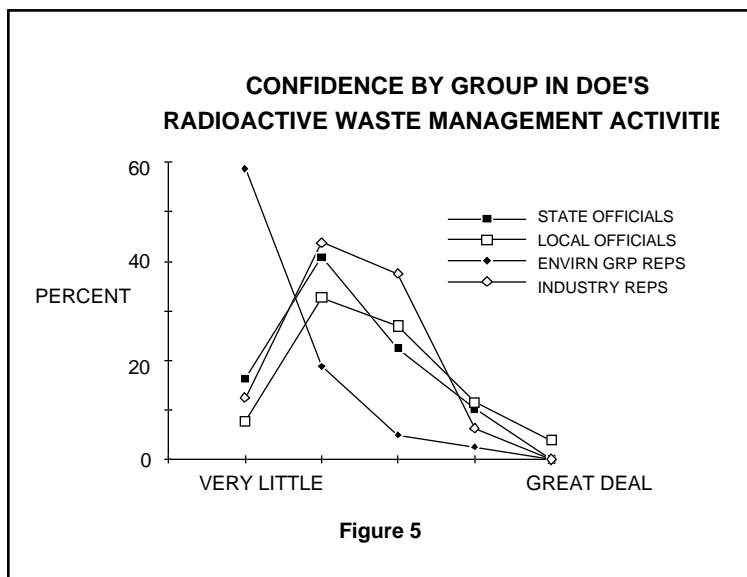 CONFIDENCE BY GROUP IN DOE'S
RADIOACTIVE WASTE MANAGEMENT ACTIVITIE
60
40
20
0
PERCENT
STATE OFFICIALS
LOCAL OFFICIALS
ENVIRN GRP REPS
INDUSTRY REPS
VERY LITTLE
GREAT DEAL
Figure 5